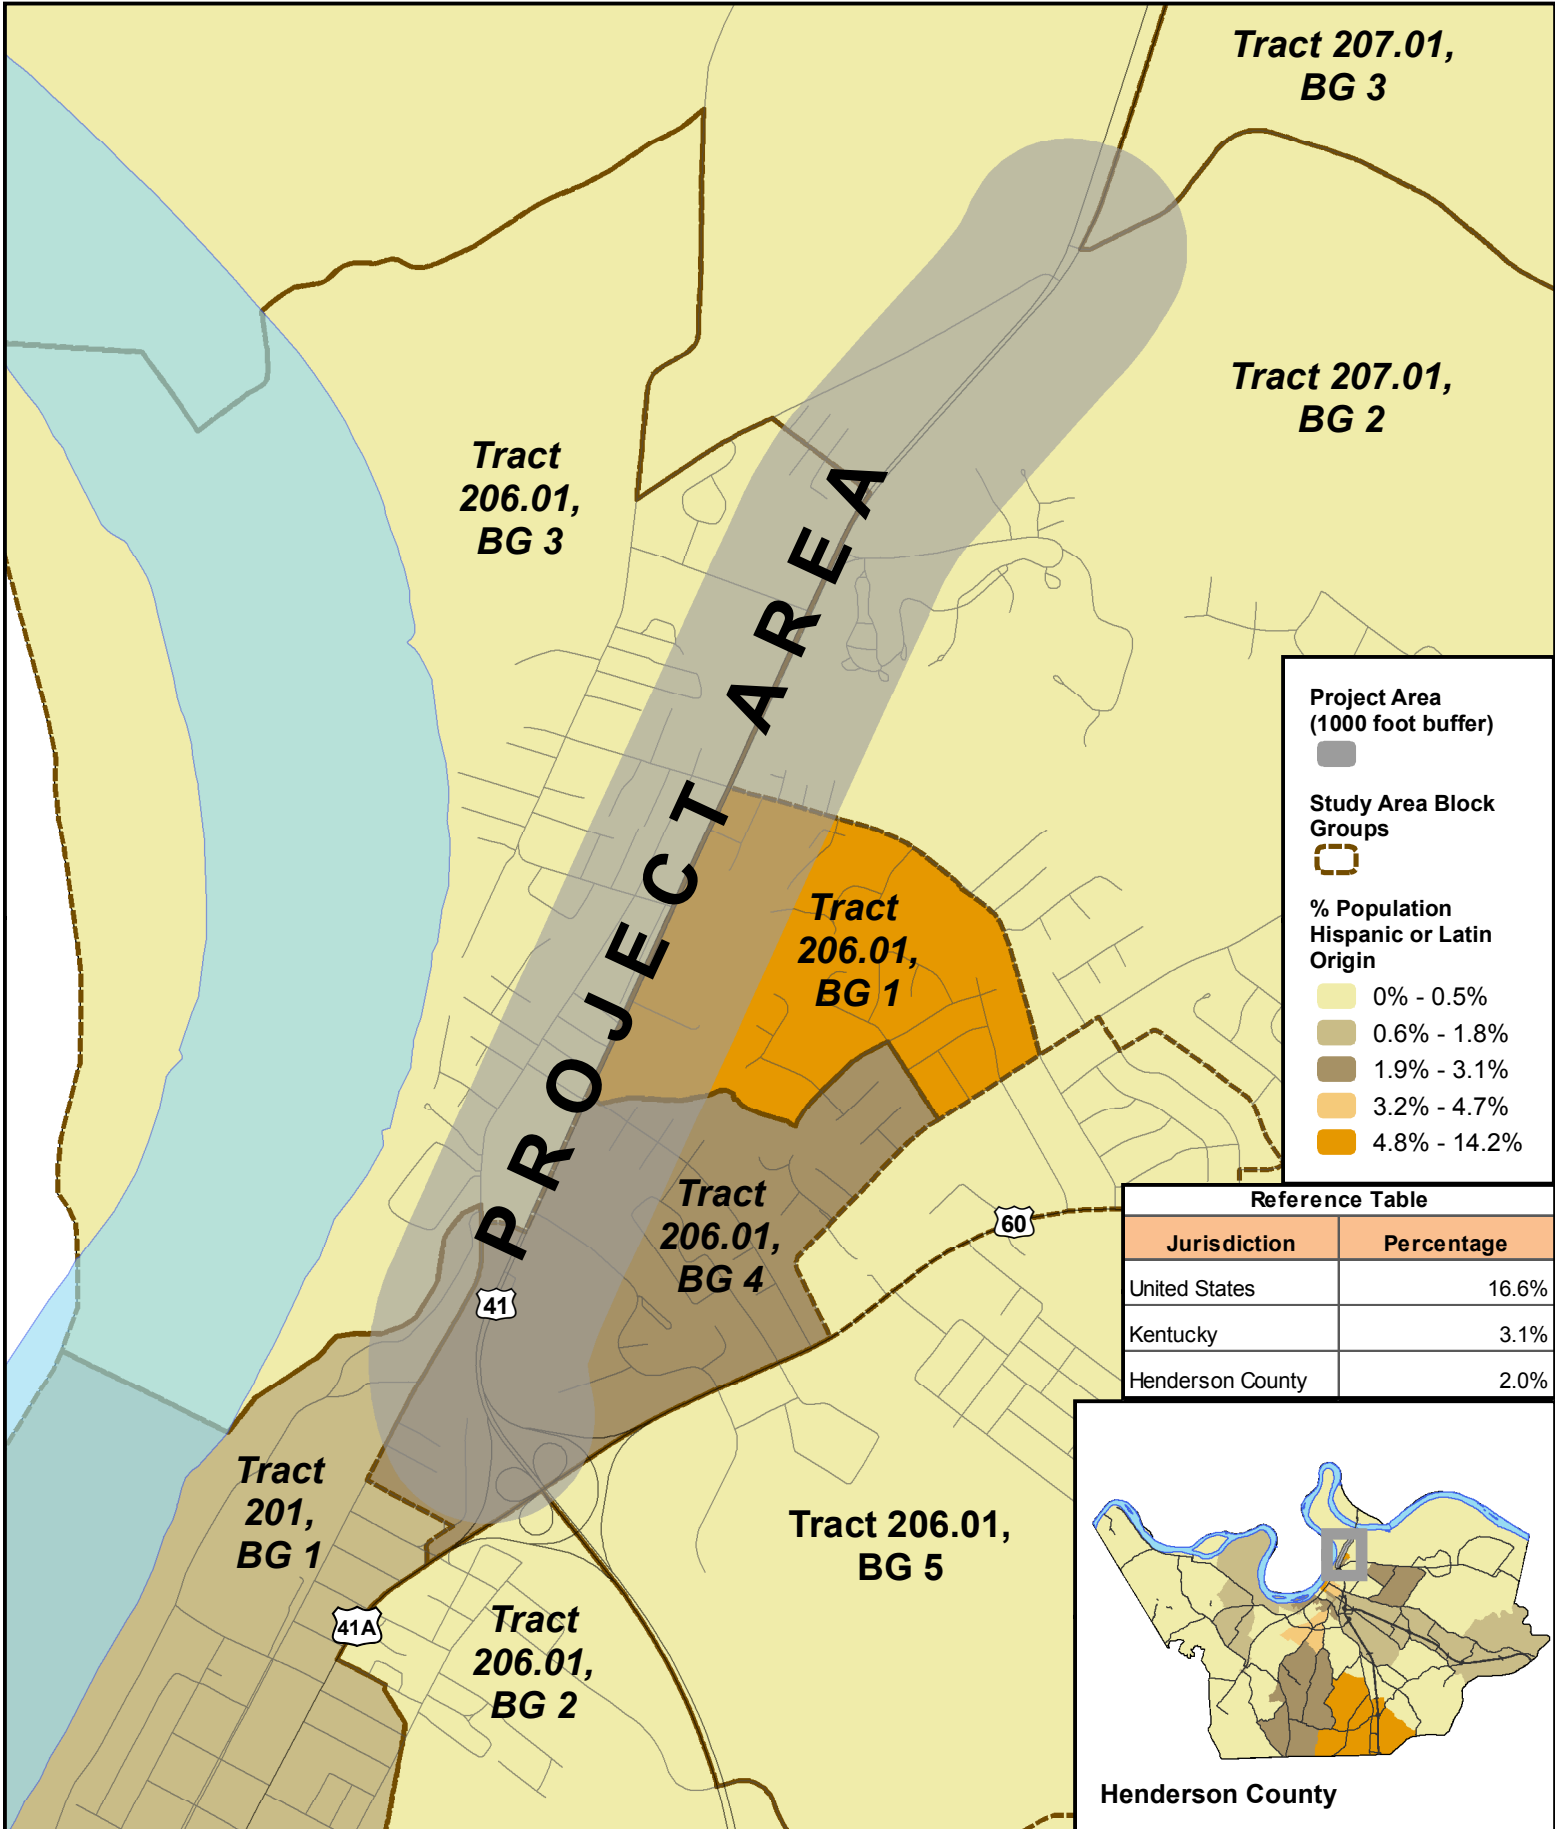 Tract 207.01,
BG 3
Tract 207.01,
BG 2
Tract
206.01,
BG 3
PROJECT AREA
Tract
206.01,
BG 1
Tract
206.01,
BG 4
60
41
Tract
201,
BG 1
Tract 206.01,
BG 5
41A
Tract
206.01,
BG 2
Project Area
(1000 foot buffer)
Study Area Block
Groups
% Population
Hispanic or Latin
Origin
0% - 0.5%
0.6% - 1.8%
1.9% - 3.1%
3.2% - 4.7%
4.8% - 14.2%
Reference Table
Jurisdiction Percentage
United States 16.6%
Kentucky 3.1%
Henderson County 2.0%
Henderson County